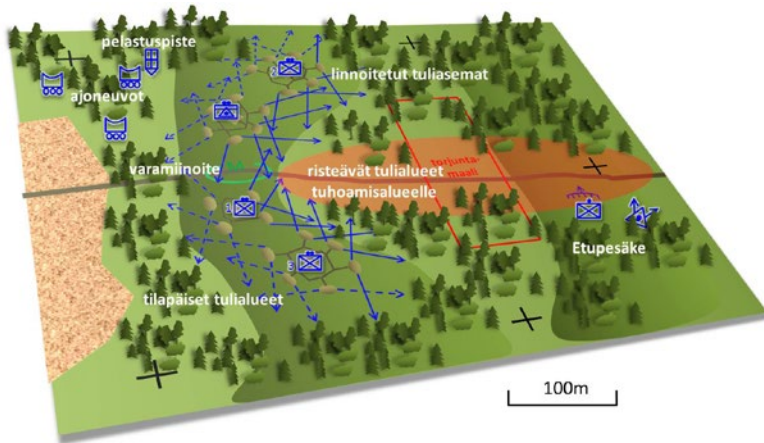 pelastuspiste
ajoneuvot
linnoitetut tuliasemat
varamiinoite
risteävät tulialueet
tuhoamisalueelle
torjunta-
maali
Etupesäke
tilapäiset tulialueet
100m